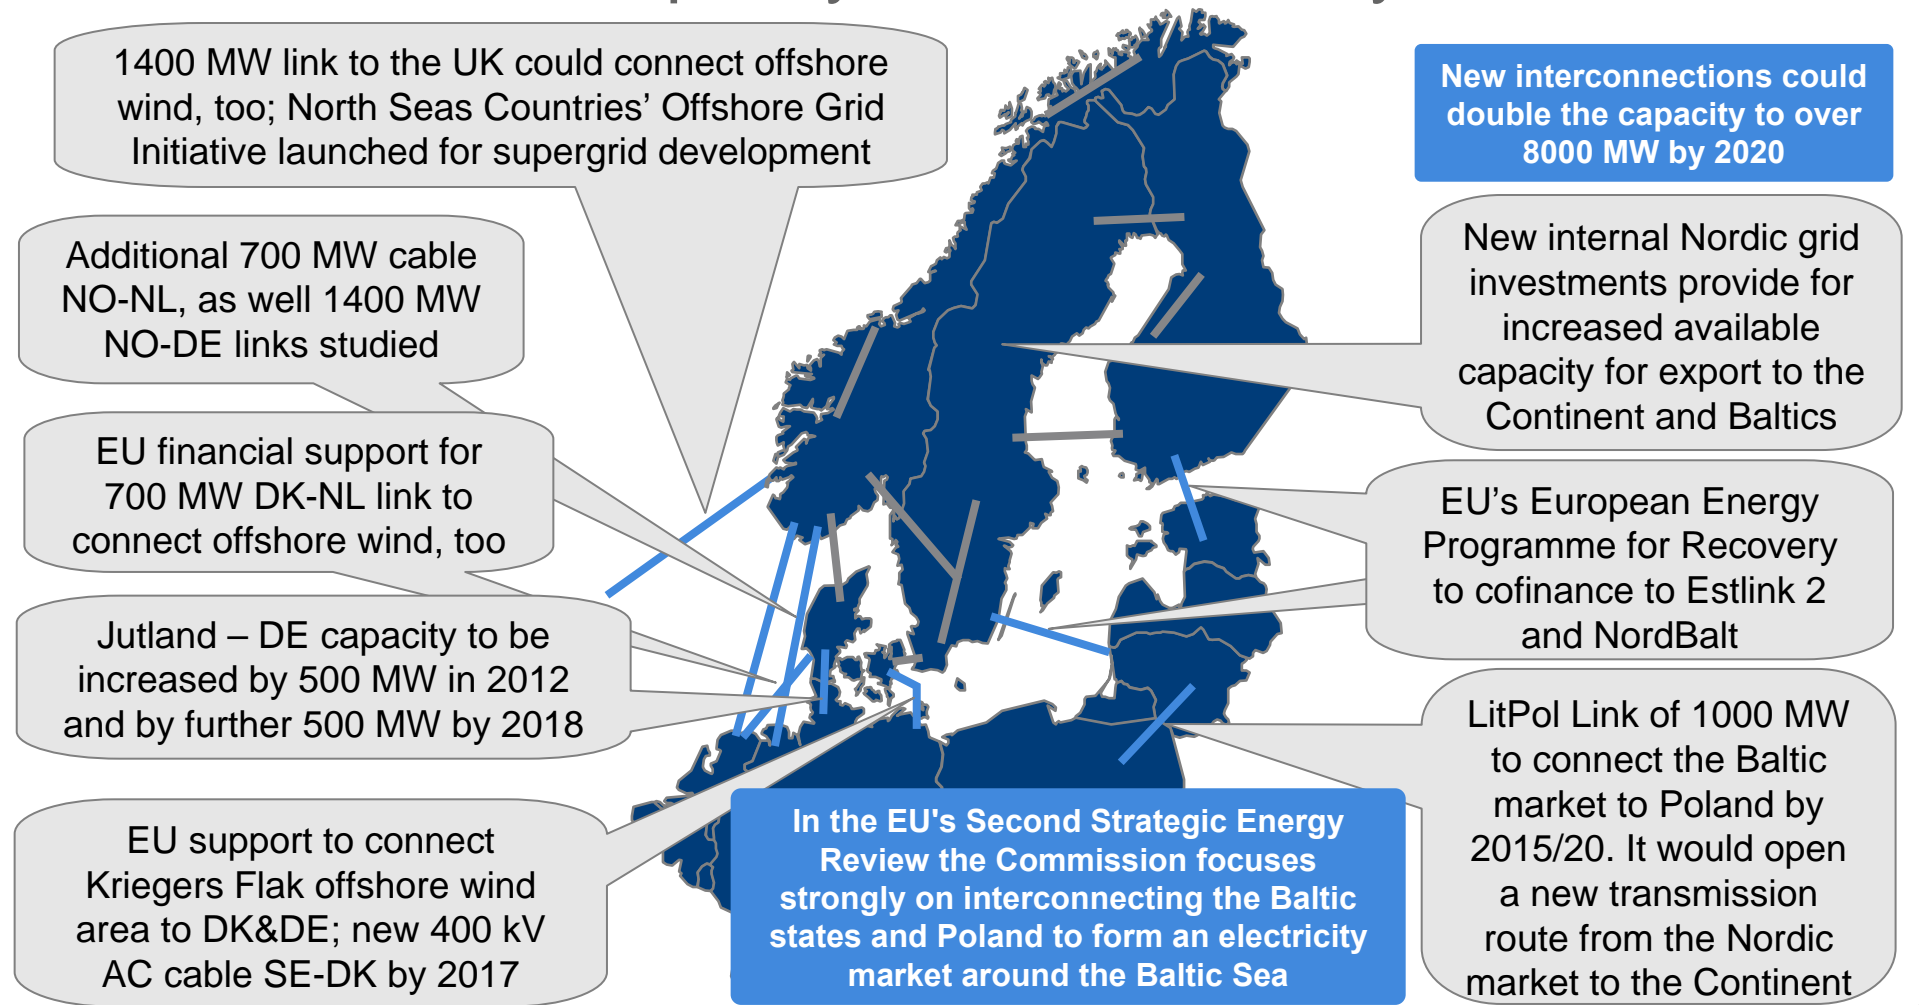 1400 MW link to the UK could connect offshore
wind, too; North Seas Countries’ Offshore Grid
Initiative launched for supergrid development
New interconnections could
double the capacity to over
8000 MW by 2020
Additional 700 MW cable
NO-NL, as well 1400 MW
NO-DE links studied
New internal Nordic grid
investments provide for
increased available
capacity for export to the
Continent and Baltics
EU financial support for
700 MW DK-NL link to
connect offshore wind, too
EU’s European Energy
Programme for Recovery
to cofinance to Estlink 2
and NordBalt
Jutland – DE capacity to be
increased by 500 MW in 2012
and by further 500 MW by 2018
LitPol Link of 1000 MW
to connect the Baltic
market to Poland by
2015/20. It would open
a new transmission
route from the Nordic
market to the Continent
EU support to connect
Kriegers Flak offshore wind
area to DK&DE; new 400 kV
AC cable SE-DK by 2017
In the EU's Second Strategic Energy
Review the Commission focuses
strongly on interconnecting the Baltic
states and Poland to form an electricity
market around the Baltic Sea